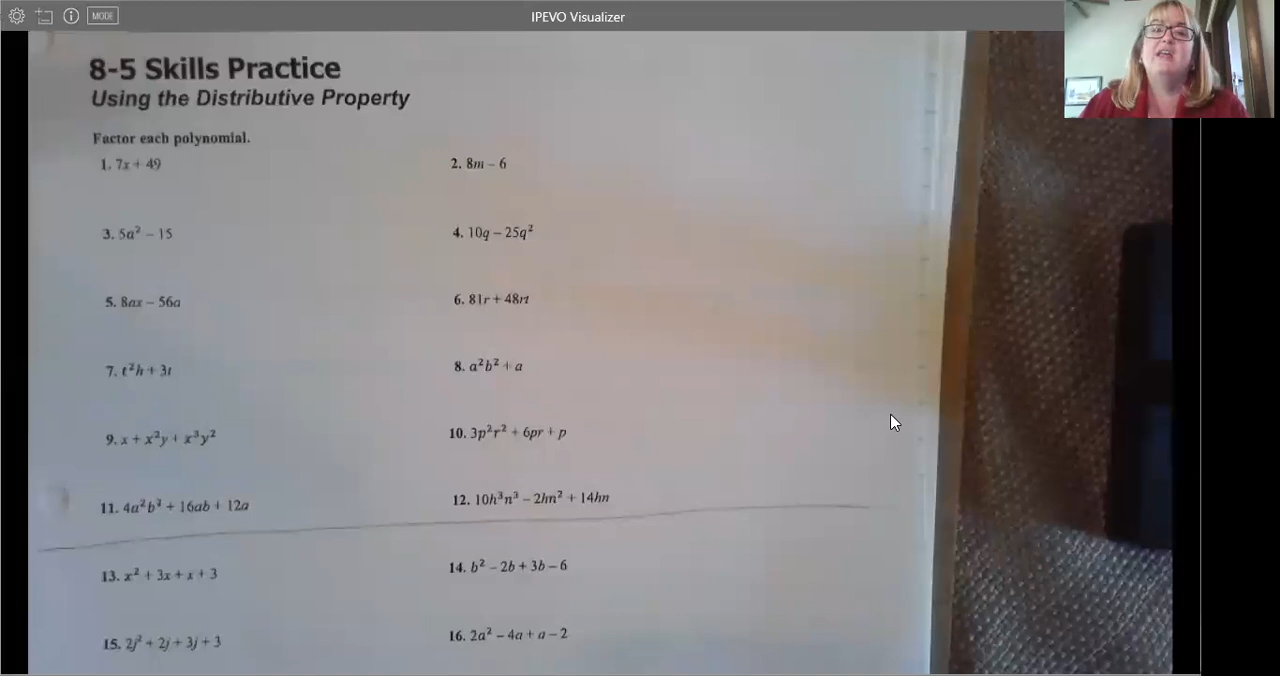 MODE
IPEVO Visualizer
8-5 Skills Practice
Using the Distributive Property
Factor each polynomial.
1. 7x + 49
2. 8m – 6
3. 5a² – 15
4. 10q – 25q²
5. 8ax – 56a
6. 81r + 48rt
7. t²h + 3t
8. a²b² + a
9. x + x²y + x³y²
10. 3p²r² + 6pr + p
11. 4a²b² + 16ab + 12a
12. 10h³n³ – 2hn² + 14hn
13. x² + 3x + x + 3
14. b² – 2b + 3b – 6
15. 2j² + 2j + 3j + 3
16. 2a² – 4a + a – 2